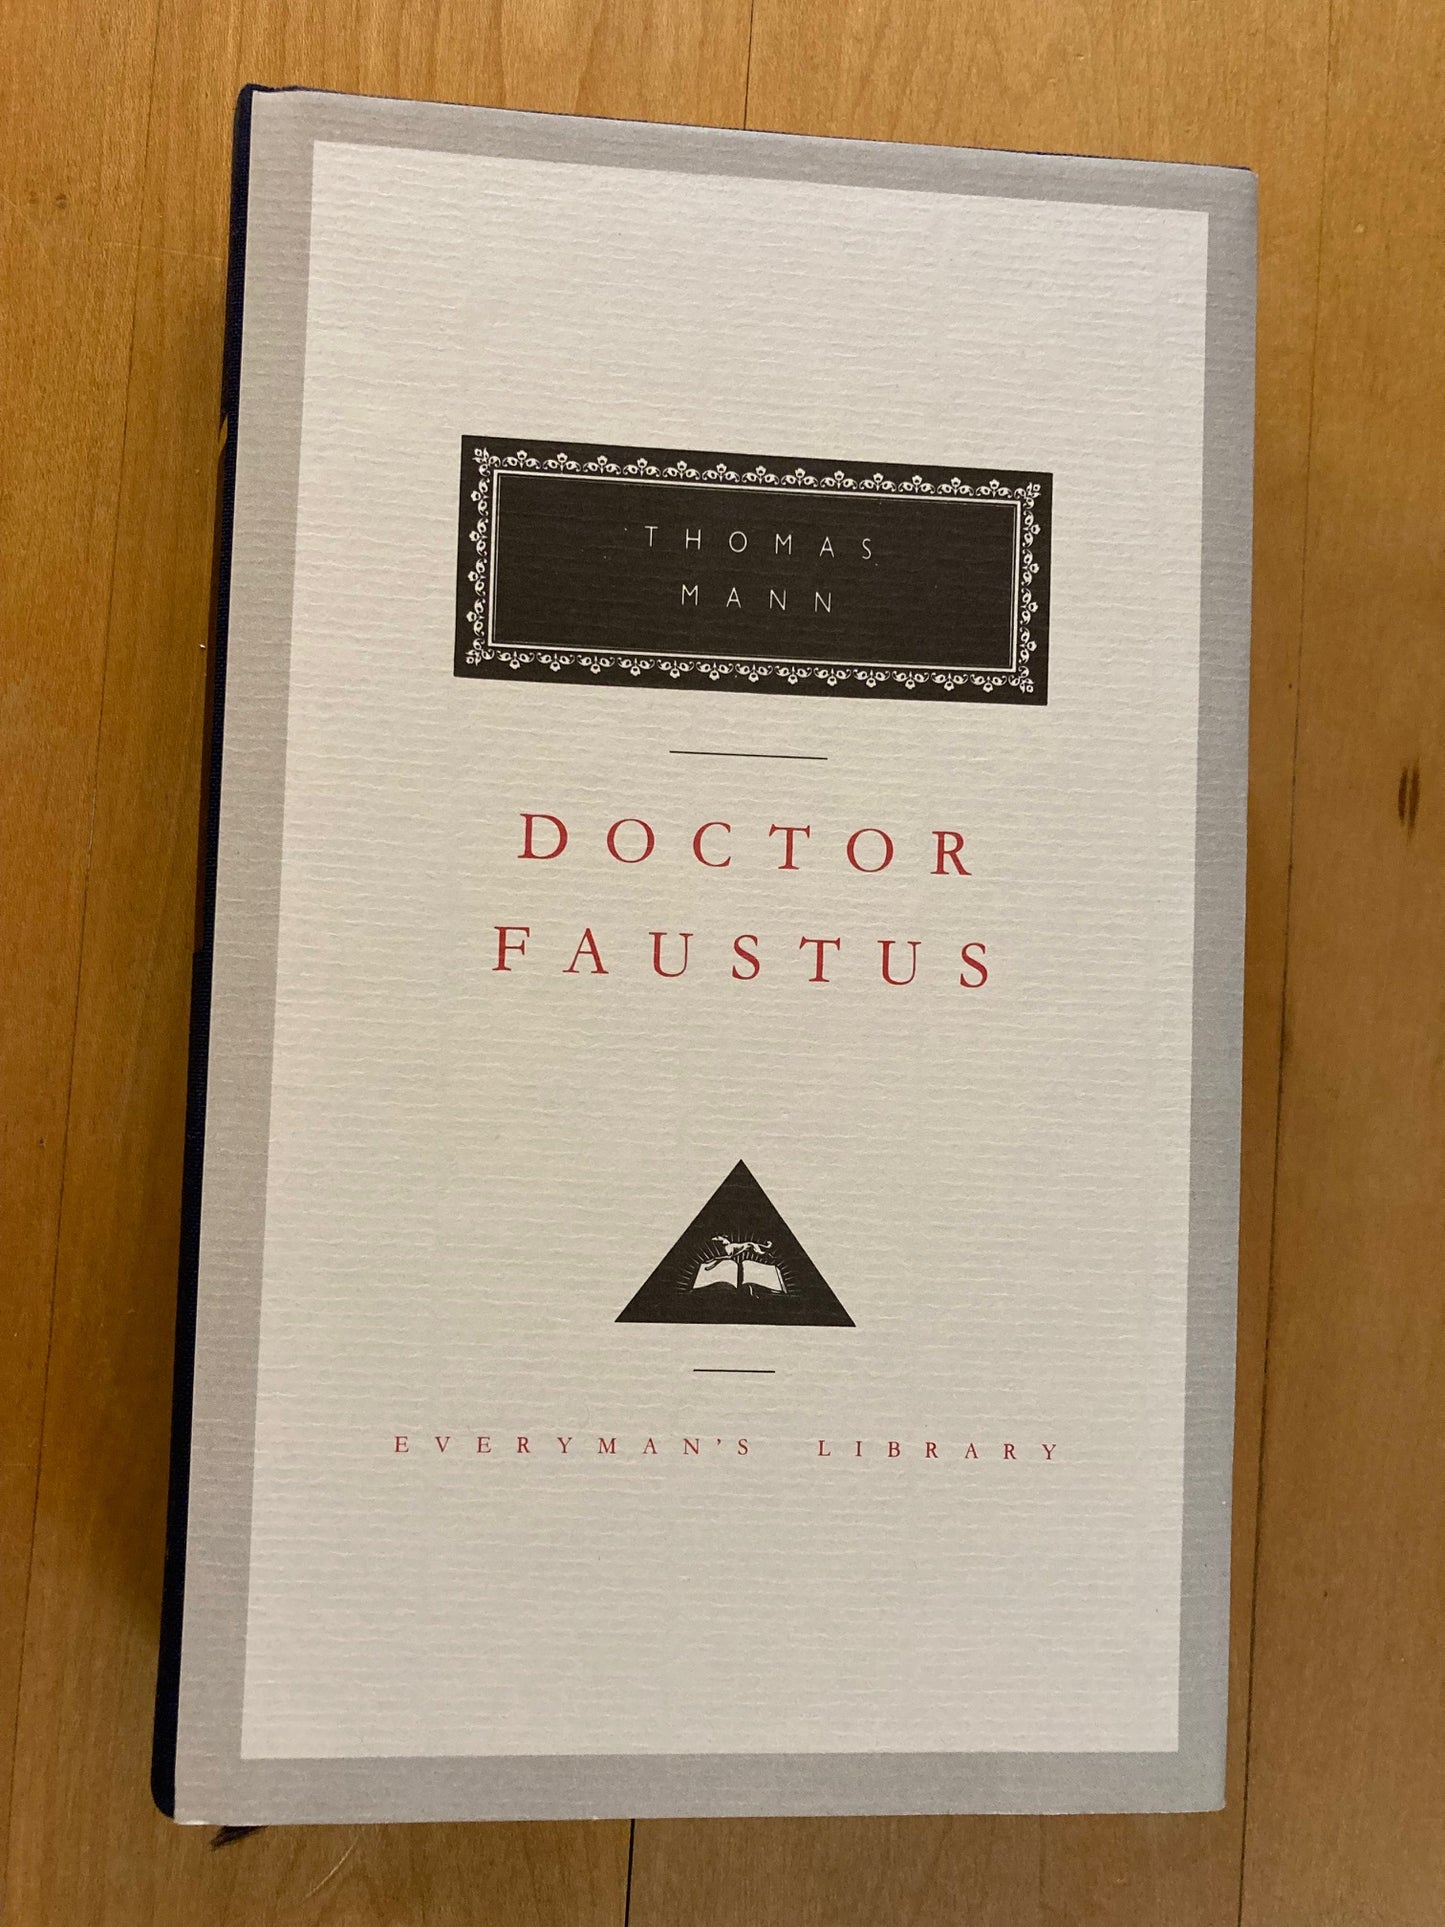 THOMAS
MANN
DOCTOR
FAUSTUS
EVERYMAN'S LIBRARY